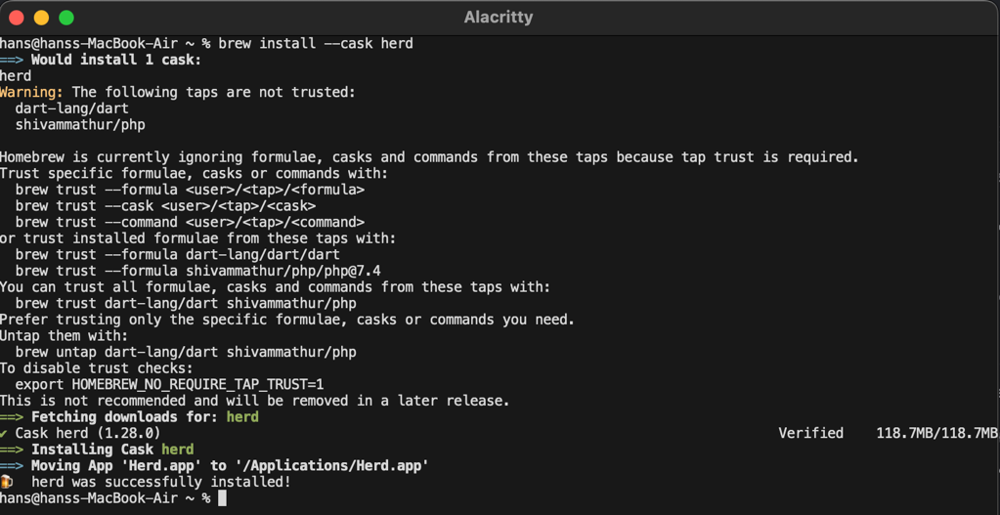 Alacritty
hans@hanss-MacBook-Air ~ % brew install --cask herd
==> Would install 1 cask:
herd
Warning: The following taps are not trusted:
  dart-lang/dart
  shivammathur/php

Homebrew is currently ignoring formulae, casks and commands from these taps because tap trust is required.
Trust specific formulae, casks or commands with:
  brew trust --formula <user>/<tap>/<formula>
  brew trust --cask <user>/<tap>/<cask>
  brew trust --command <user>/<tap>/<command>
or trust installed formulae from these taps with:
  brew trust --formula dart-lang/dart/dart
  brew trust --formula shivammathur/php/php@7.4
You can trust all formulae, casks and commands from these taps with:
  brew trust dart-lang/dart shivammathur/php
Prefer trusting only the specific formulae, casks or commands you need.
Untap them with:
  brew untap dart-lang/dart shivammathur/php
To disable trust checks:
  export HOMEBREW_NO_REQUIRE_TAP_TRUST=1
This is not recommended and will be removed in a later release.
==> Fetching downloads for: herd
✔ Cask herd (1.28.0) Verified 118.7MB/118.7MB
==> Installing Cask herd
==> Moving App 'Herd.app' to '/Applications/Herd.app'
🍺  herd was successfully installed!
hans@hanss-MacBook-Air ~ %